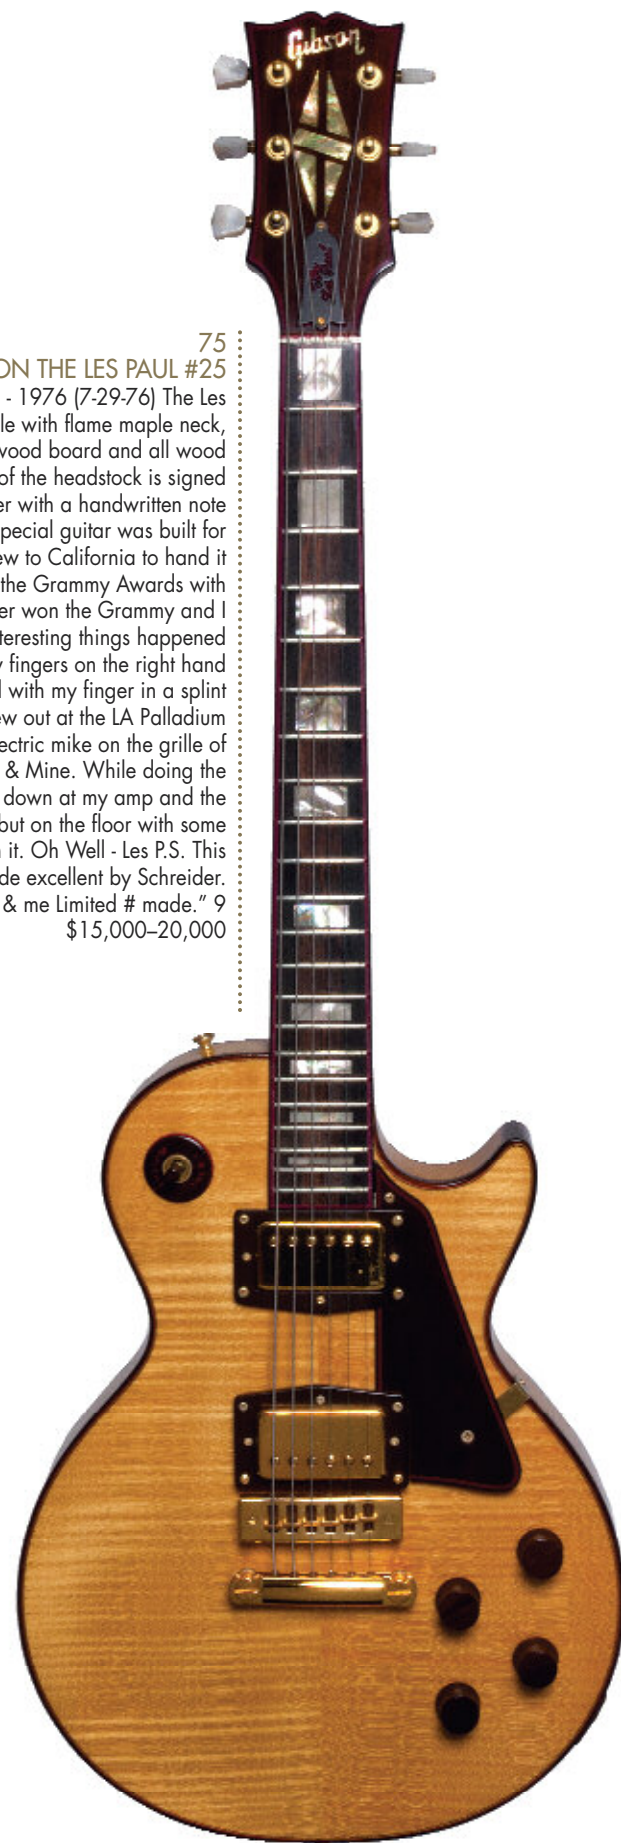 Gibson
75
ON THE LES PAUL #25
- 1976 (7-29-76) The Les
le with flame maple neck,
wood board and all wood
of the headstock is signed
er with a handwritten note
special guitar was built for
ew to California to hand it
the Grammy Awards with
er won the Grammy and I
nteresting things happened
y fingers on the right hand
d with my finger in a splint
ew out at the LA Palladium
ectric mike on the grille of
& Mine. While doing the
down at my amp and the
but on the floor with some
n it. Oh Well - Les P.S. This
de excellent by Schreider.
& me Limited # made.” 9
$15,000–20,000